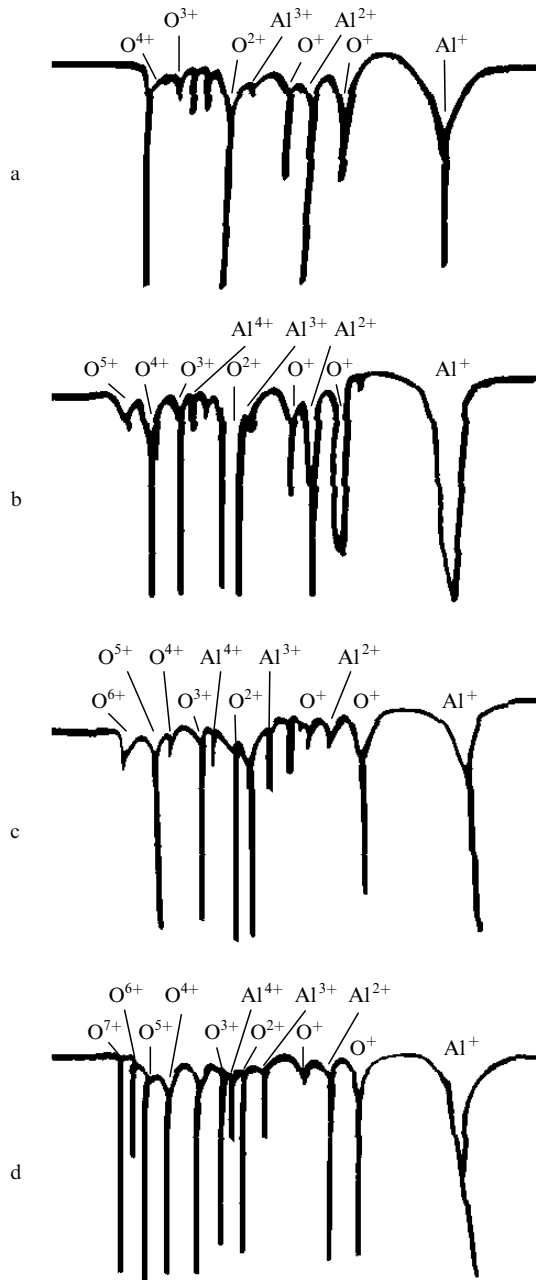 O³⁺ Al³⁺ Al²⁺
O⁴⁺ O²⁺ O⁺ O⁺ Al⁺
a
Al⁴⁺ Al³⁺ Al²⁺
O⁵⁺ O⁴⁺ O³⁺ O²⁺ O⁺ O⁺ Al⁺
b
O⁵⁺ O⁴⁺ Al⁴⁺ Al³⁺ Al²⁺
O⁶⁺ O³⁺ O²⁺ O⁺ O⁺ Al⁺
c
O⁶⁺ O⁴⁺ Al⁴⁺ Al³⁺ Al²⁺
O⁷⁺ O⁵⁺ O³⁺ O²⁺ O⁺ O⁺ Al⁺
d